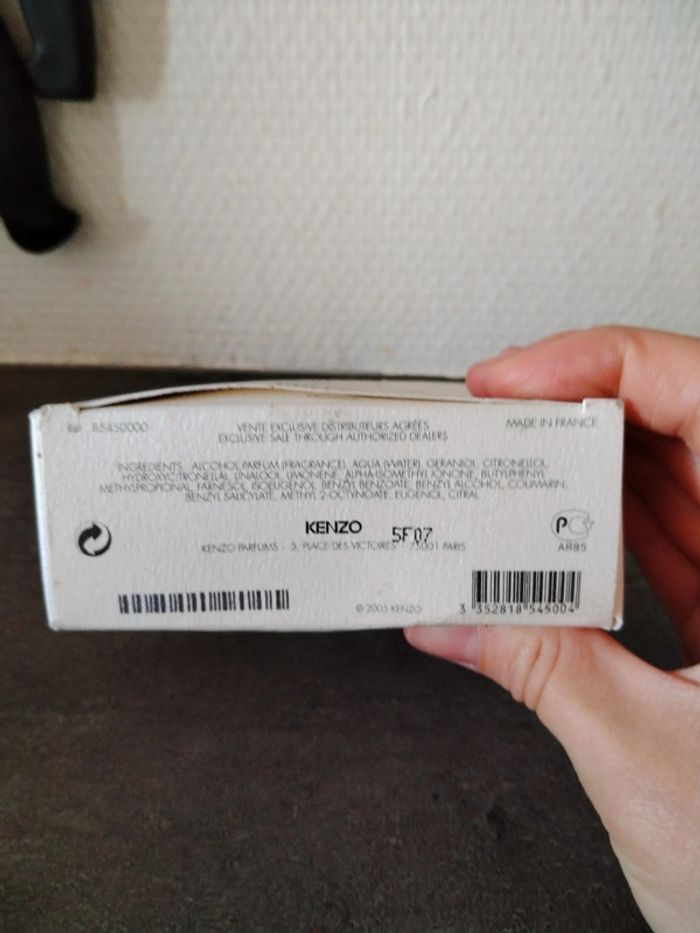 Réf. : 85450000
VENTE EXCLUSIVE DISTRIBUTEURS AGRÉÉS
EXCLUSIVE SALE THROUGH AUTHORIZED DEALERS
MADE IN FRANCE
INGREDIENTS: ALCOHOL, PARFUM (FRAGRANCE), AQUA (WATER), GERANIOL, CITRONELLOL,
HYDROXYCITRONELLAL, LINALOOL, LIMONENE, ALPHA-ISOMETHYL IONONE, BUTYLPHENYL
METHYLPROPIONAL, FARNESOL, ISOEUGENOL, BENZYL BENZOATE, BENZYL ALCOHOL, COUMARIN,
BENZYL SALICYLATE, METHYL 2-OCTYNOATE, EUGENOL, CITRAL.
KENZO
5F07
KENZO PARFUMS - 3, PLACE DES VICTOIRES - 75001 PARIS
РС
AR85
© 2005 KENZO
3 352818 545004